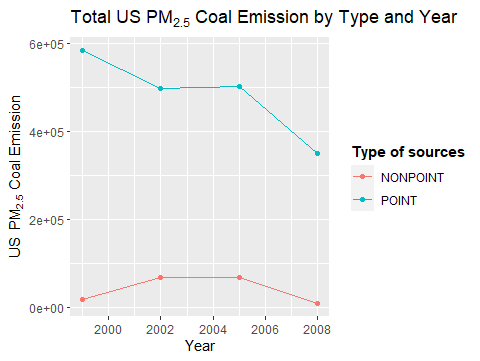 Total US PM2.5 Coal Emission by Type and Year
US PM2.5 Coal Emission
6e+05
4e+05
2e+05
0e+00
2000 2002 2004 2006 2008
Year
Type of sources
NONPOINT
POINT